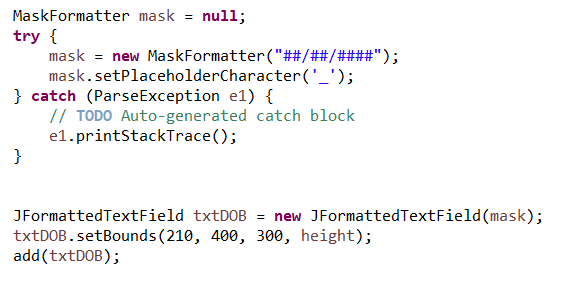 MaskFormatter mask = null;
try {
    mask = new MaskFormatter("##/##/####");
    mask.setPlaceholderCharacter('_');
} catch (ParseException e1) {
    // TODO Auto-generated catch block
    e1.printStackTrace();
}
JFormattedTextField txtDOB = new JFormattedTextField(mask);
txtDOB.setBounds(210, 400, 300, height);
add(txtDOB);